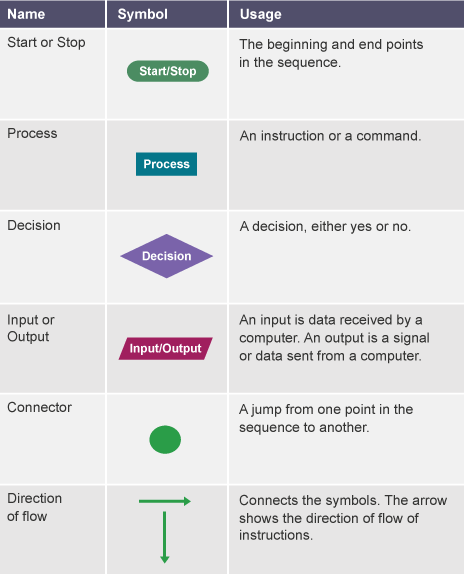 Name Symbol Usage
Start or Stop
Start/Stop
The beginning and end points
in the sequence.
Process
Process
An instruction or a command.
Decision
Decision
A decision, either yes or no.
Input or
Output
Input/Output
An input is data received by a
computer. An output is a signal
or data sent from a computer.
Connector
A jump from one point in the
sequence to another.
Direction
of flow
Connects the symbols. The arrow
shows the direction of flow of
instructions.